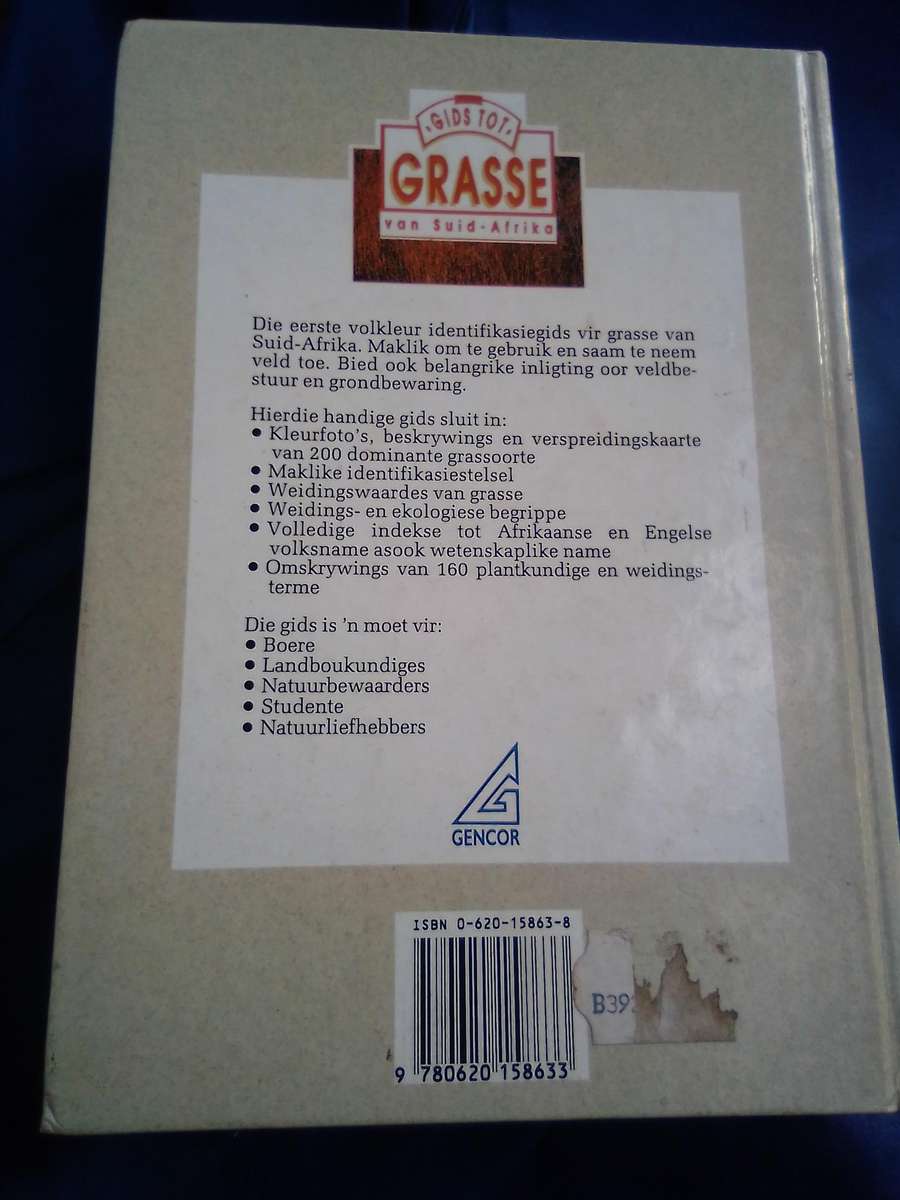 GIDS TOT
GRASSE
van Suid-Afrika
Die eerste volkleur identifikasiegids vir grasse van
Suid-Afrika. Maklik om te gebruik en saam te neem
veld toe. Bied ook belangrike inligting oor veldbe-
stuur en grondbewaring.
Hierdie handige gids sluit in:
• Kleurfoto's, beskrywings en verspreidingskaarte
van 200 dominante grassoorte
• Maklike identifikasiestelsel
• Weidingswaardes van grasse
• Weidings- en ekologiese begrippe
• Volledige indekse tot Afrikaanse en Engelse
volksname asook wetenskaplike name
• Omskrywings van 160 plantkundige en weidings-
terme
Die gids is 'n moet vir:
• Boere
• Landboukundiges
• Natuurbewaarders
• Studente
• Natuurliefhebbers
GENCOR
ISBN 0-620-15863-8
9 780620 158633